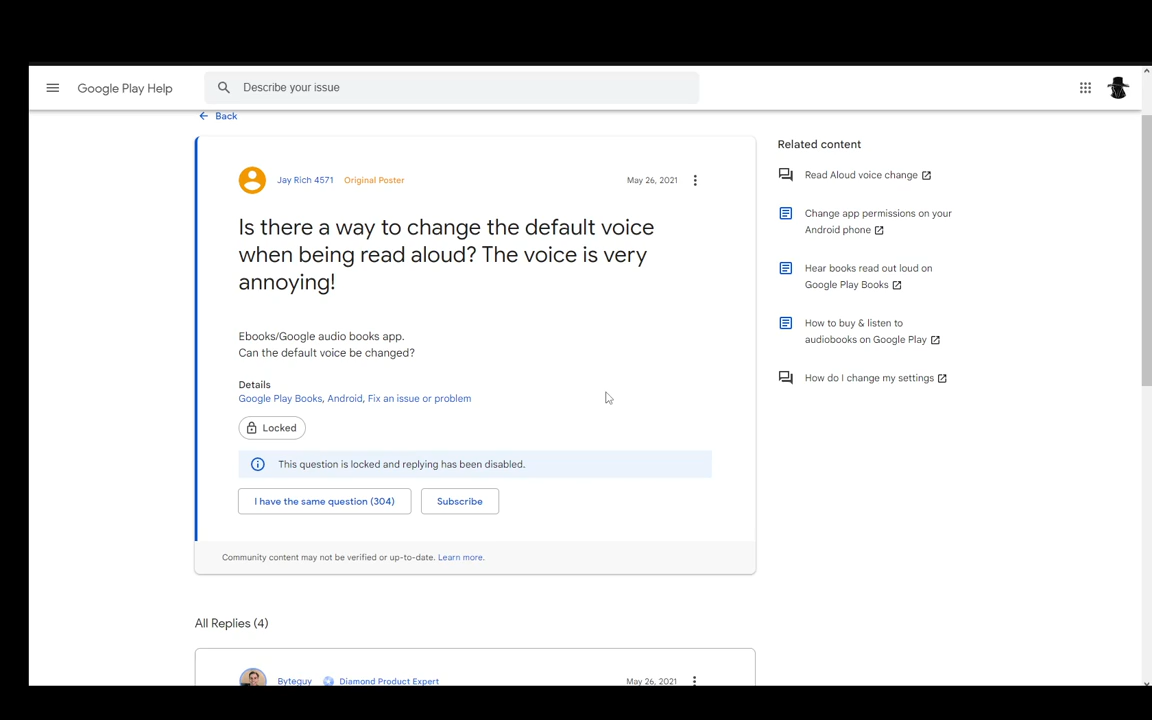 Google Play Help
Describe your issue
Back
Jay Rich 4571 Original Poster May 26, 2021
Is there a way to change the default voice
when being read aloud? The voice is very
annoying!
Ebooks/Google audio books app.
Can the default voice be changed?
Details
Google Play Books, Android, Fix an issue or problem
Locked
This question is locked and replying has been disabled.
I have the same question (304) Subscribe
Community content may not be verified or up-to-date. Learn more.
All Replies (4)
Byteguy Diamond Product Expert May 26, 2021
Related content
Read Aloud voice change
Change app permissions on your
Android phone
Hear books read out loud on
Google Play Books
How to buy & listen to
audiobooks on Google Play
How do I change my settings